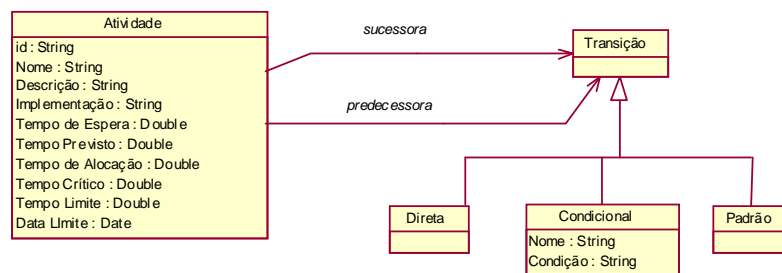 Atividade
id : String
Nome : String
Descrição : String
Implementação : String
Tempo de Espera : Double
Tempo Previsto : Double
Tempo de Alocação : Double
Tempo Crítico : Double
Tempo Limite : Double
Data LImite : Date
sucessora
predecessora
Transição
Direta
Condicional
Nome : String
Condição : String
Padrão